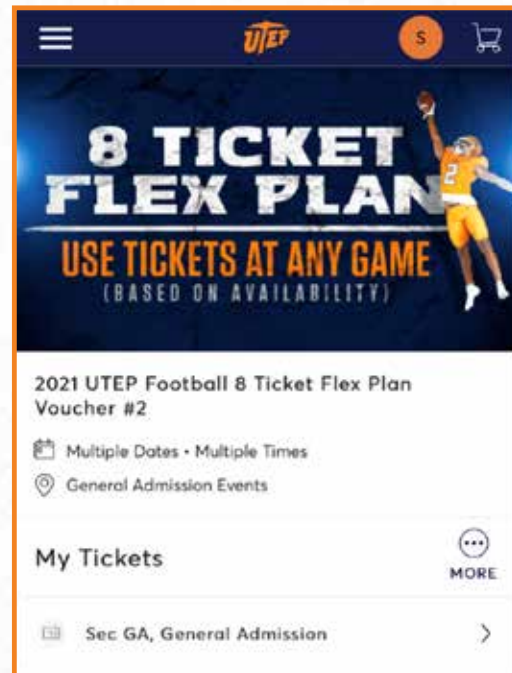 UTEP
S
8 TICKET
FLEX PLAN
2
USE TICKETS AT ANY GAME
(BASED ON AVAILABILITY)
2021 UTEP Football 8 Ticket Flex Plan
Voucher #2
Multiple Dates • Multiple Times
General Admission Events
My Tickets
MORE
Sec GA, General Admission